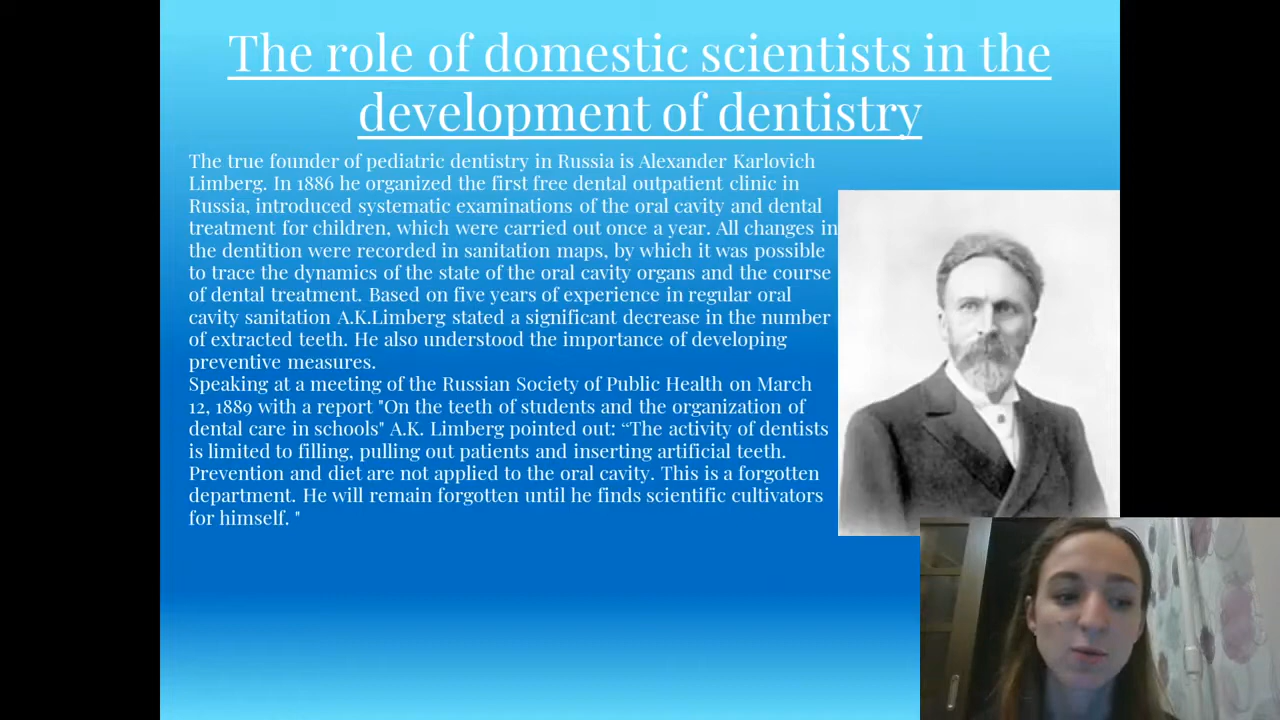 The role of domestic scientists in the
development of dentistry
The true founder of pediatric dentistry in Russia is Alexander Karlovich
Limberg. In 1886 he organized the first free dental outpatient clinic in
Russia, introduced systematic examinations of the oral cavity and dental
treatment for children, which were carried out once a year. All changes in
the dentition were recorded in sanitation maps, by which it was possible
to trace the dynamics of the state of the oral cavity organs and the course
of dental treatment. Based on five years of experience in regular oral
cavity sanitation A.K.Limberg stated a significant decrease in the number
of extracted teeth. He also understood the importance of developing
preventive measures.
Speaking at a meeting of the Russian Society of Public Health on March
12, 1889 with a report "On the teeth of students and the organization of
dental care in schools" A.K. Limberg pointed out: “The activity of dentists
is limited to filling, pulling out patients and inserting artificial teeth.
Prevention and diet are not applied to the oral cavity. This is a forgotten
department. He will remain forgotten until he finds scientific cultivators
for himself. "